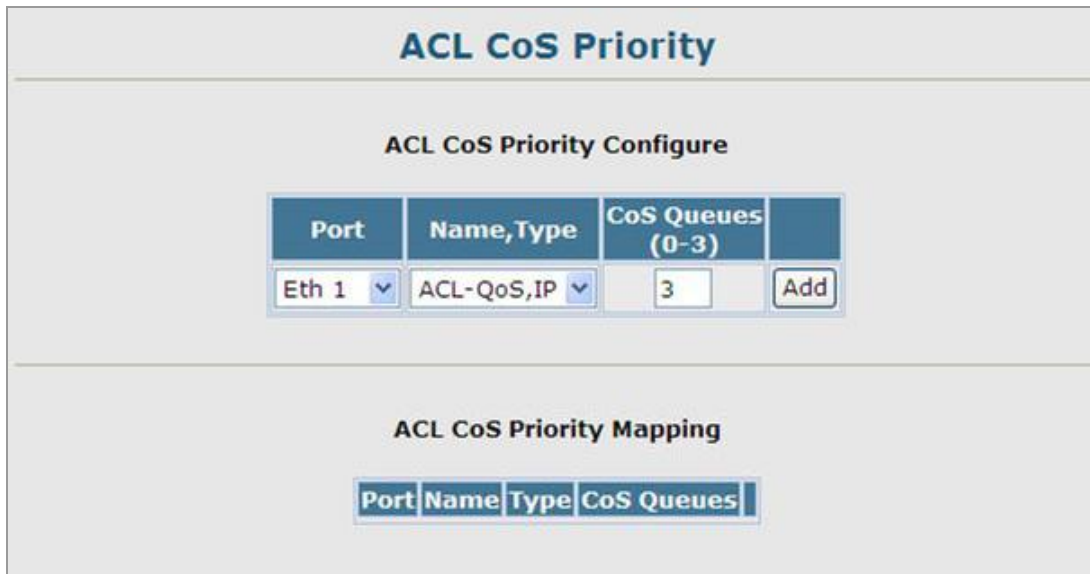 ACL CoS Priority
ACL CoS Priority Configure
Port Name,Type CoS Queues
(0-3)
Eth 1 ACL-QoS,IP 3 Add
ACL CoS Priority Mapping
Port Name Type CoS Queues